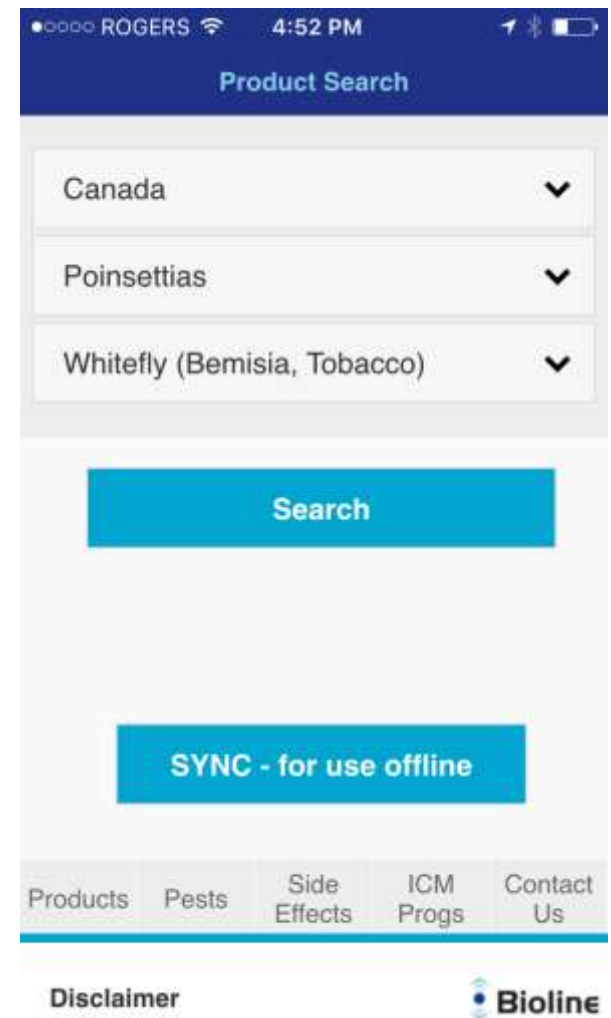 ROGERS 4:52 PM
Product Search
Canada
Poinsettias
Whitefly (Bemisia, Tobacco)
Search
SYNC - for use offline
Products Pests Side Effects ICM Progs Contact Us
Disclaimer Bioline